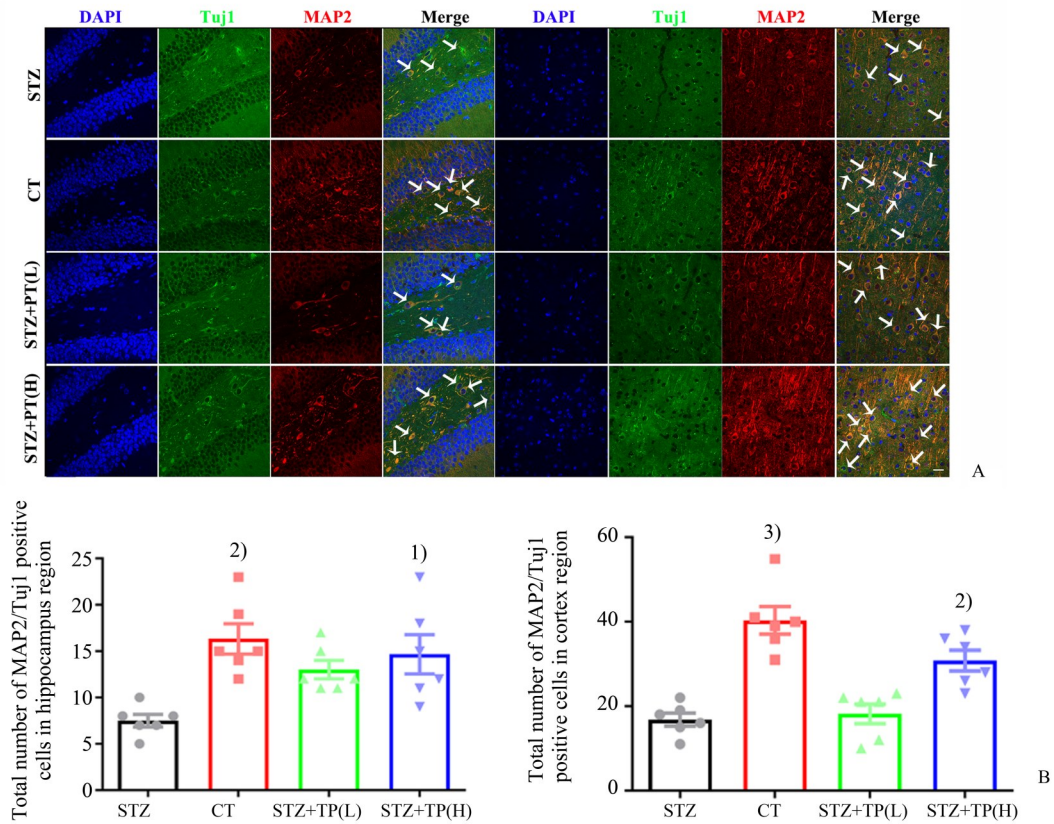 DAPI Tuj1 MAP2 Merge DAPI Tuj1 MAP2 Merge
STZ
CT
STZ+PT(L)
STZ+PT(H)
A
Total number of MAP2/Tuj1 positive
cells in hippocampus region
25
20
15
10
5
0
2)
1)
STZ CT STZ+TP(L) STZ+TP(H)
Total number of MAP2/Tuj1
positive cells in cortex region
60
40
20
0
3)
2)
STZ CT STZ+TP(L) STZ+TP(H)
B